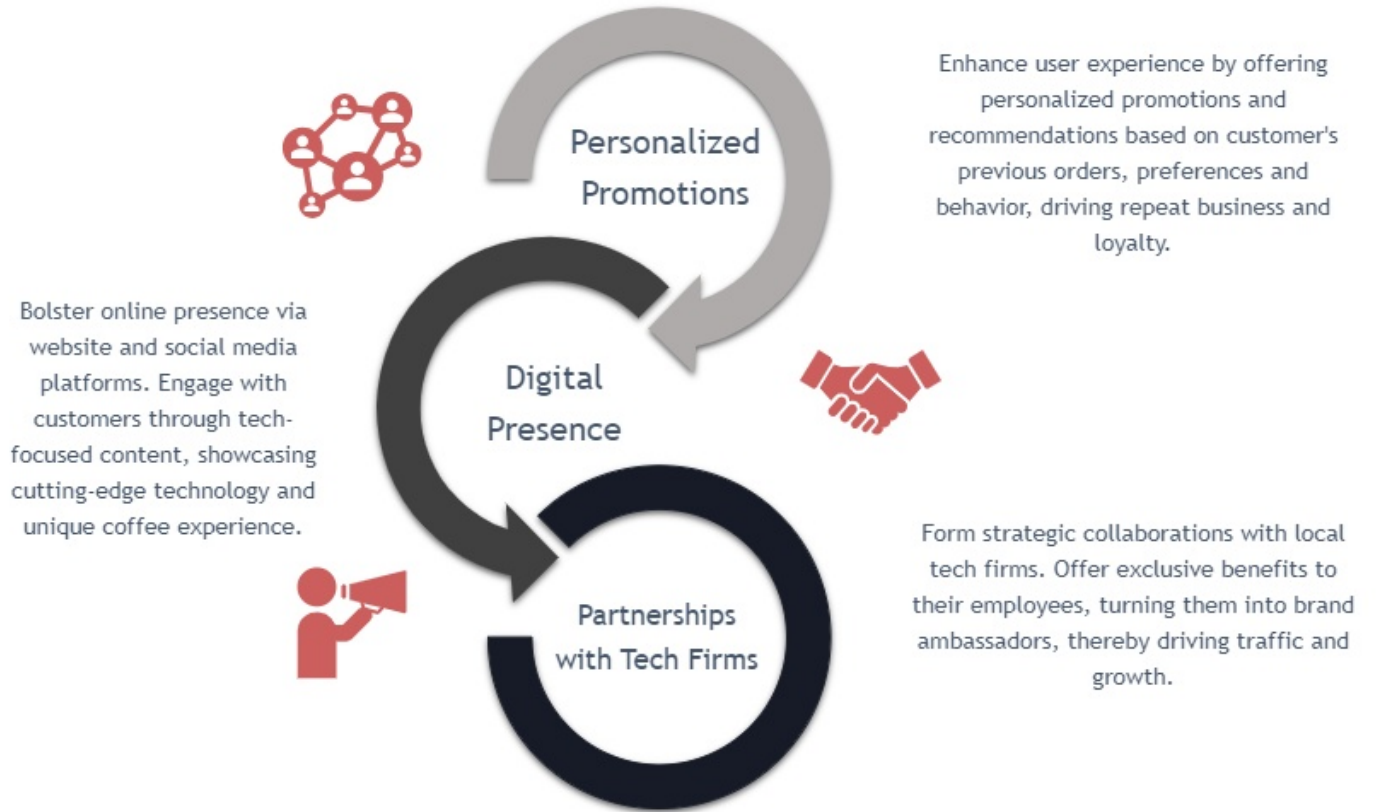 Personalized
Promotions
Enhance user experience by offering
personalized promotions and
recommendations based on customer's
previous orders, preferences and
behavior, driving repeat business and
loyalty.
Bolster online presence via
website and social media
platforms. Engage with
customers through tech-
focused content, showcasing
cutting-edge technology and
unique coffee experience.
Digital
Presence
Partnerships
with Tech Firms
Form strategic collaborations with local
tech firms. Offer exclusive benefits to
their employees, turning them into brand
ambassadors, thereby driving traffic and
growth.